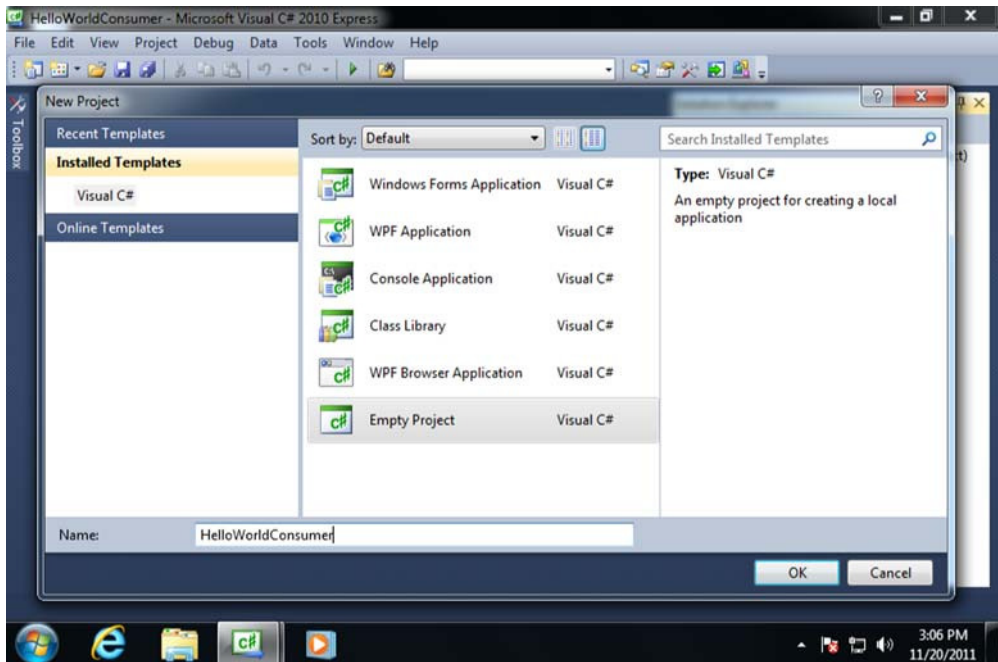 HelloWorldConsumer - Microsoft Visual C# 2010 Express
File Edit View Project Debug Data Tools Window Help
Toolbox
New Project
Recent Templates
Installed Templates
Visual C#
Online Templates
Sort by: Default
Search Installed Templates
Windows Forms Application Visual C#
WPF Application Visual C#
Console Application Visual C#
Class Library Visual C#
WPF Browser Application Visual C#
Empty Project Visual C#
Type: Visual C#
An empty project for creating a local
application
Name: HelloWorldConsumer
OK Cancel
3:06 PM
11/20/2011